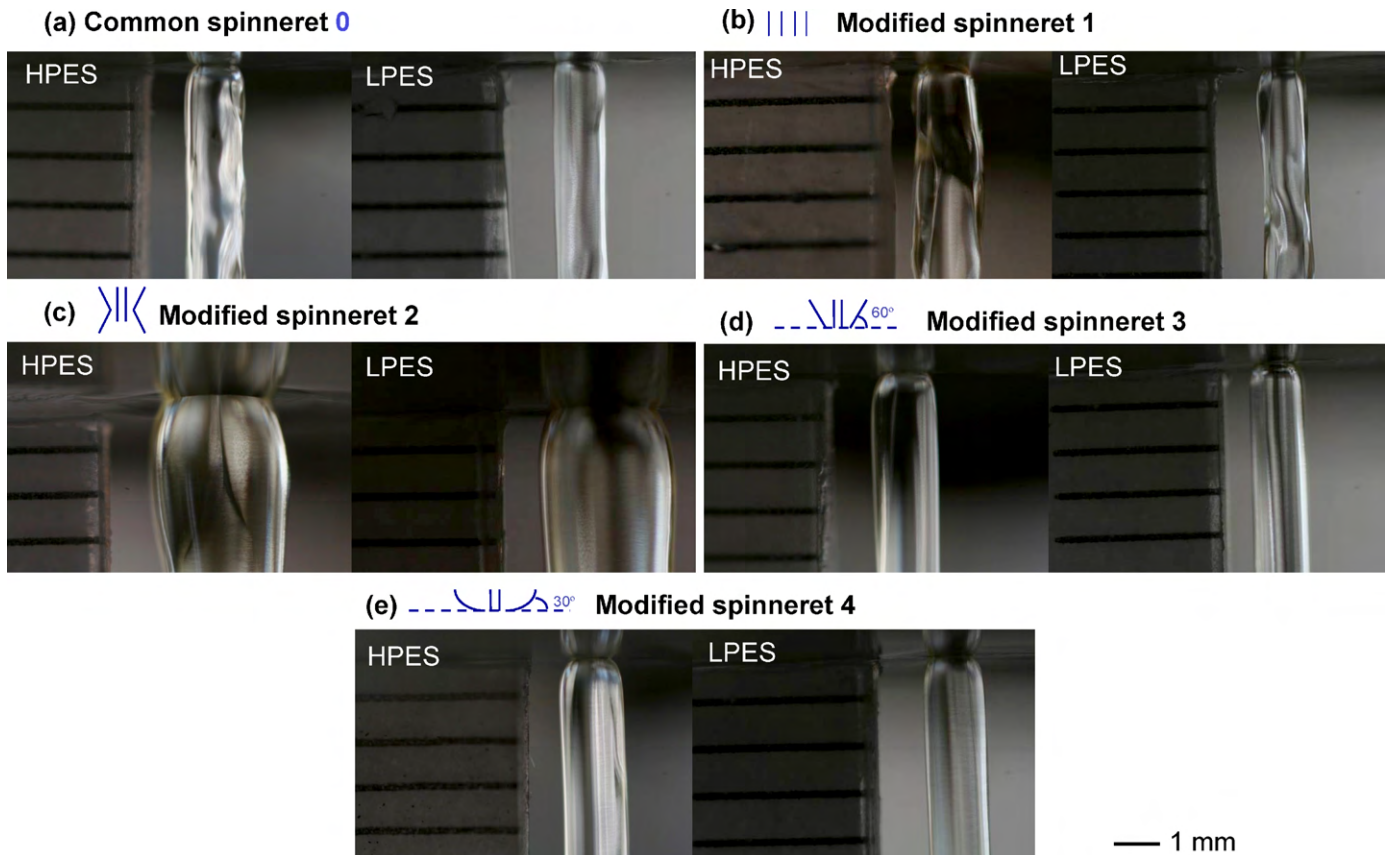 (a) Common spinneret 0
HPES
LPES
(b) Modified spinneret 1
HPES
LPES
(c) Modified spinneret 2
HPES
LPES
(d) 60° Modified spinneret 3
HPES
LPES
(e) 30° Modified spinneret 4
HPES
LPES
1 mm